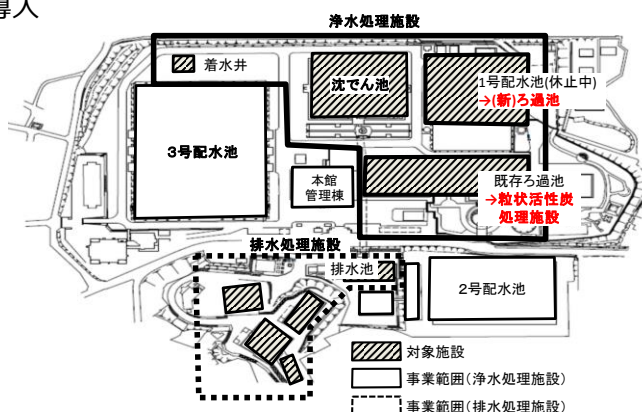 導入
浄水処理施設
着水井
沈でん池
1号配水池(休止中)
→(新)ろ過池
3号配水池
本館
管理棟
既存ろ過池
→粒状活性炭
処理施設
排水処理施設
排水池
2号配水池
対象施設
事業範囲(浄水処理施設)
事業範囲(排水処理施設)